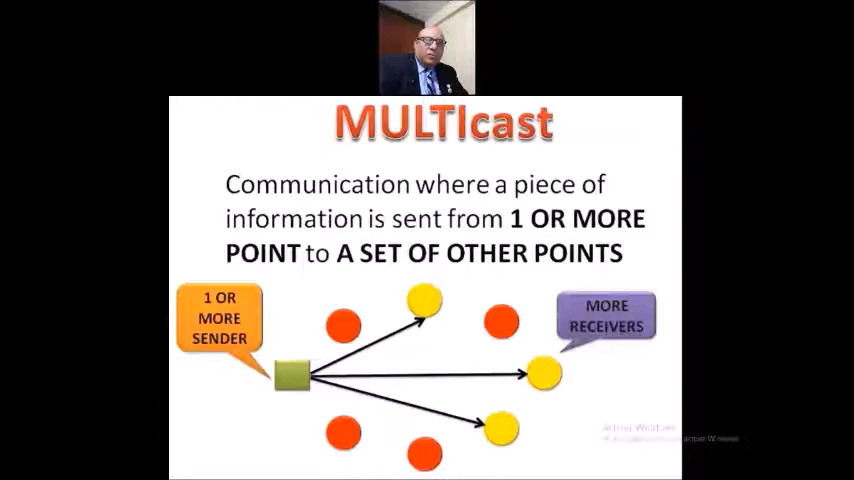 MULTIcast
Communication where a piece of
information is sent from 1 OR MORE
POINT to A SET OF OTHER POINTS
1 OR
MORE
SENDER
MORE
RECEIVERS